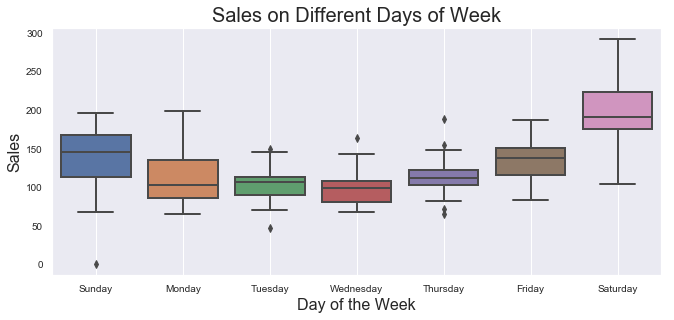 Sales on Different Days of Week
300
250
200
150
100
50
0
Sales
Sunday Monday Tuesday Wednesday Thursday Friday Saturday
Day of the Week